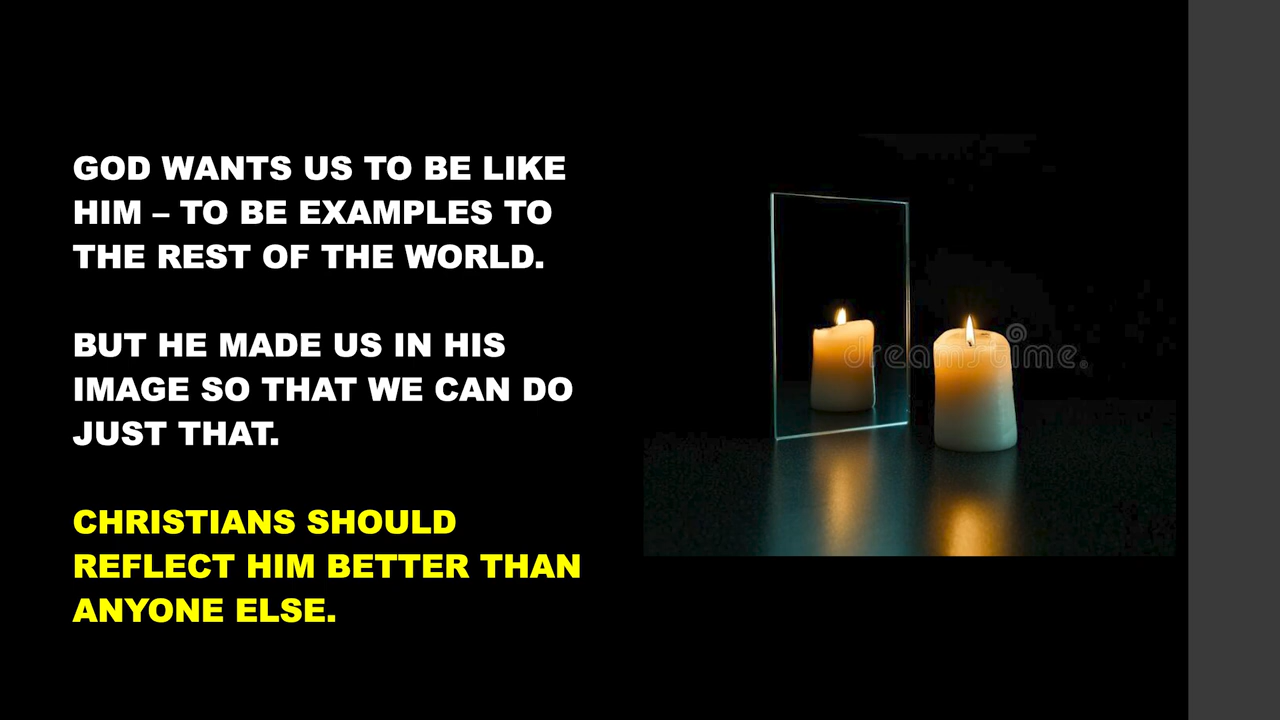 GOD WANTS US TO BE LIKE
HIM – TO BE EXAMPLES TO
THE REST OF THE WORLD.
BUT HE MADE US IN HIS
IMAGE SO THAT WE CAN DO
JUST THAT.
CHRISTIANS SHOULD
REFLECT HIM BETTER THAN
ANYONE ELSE.
dreamstime.